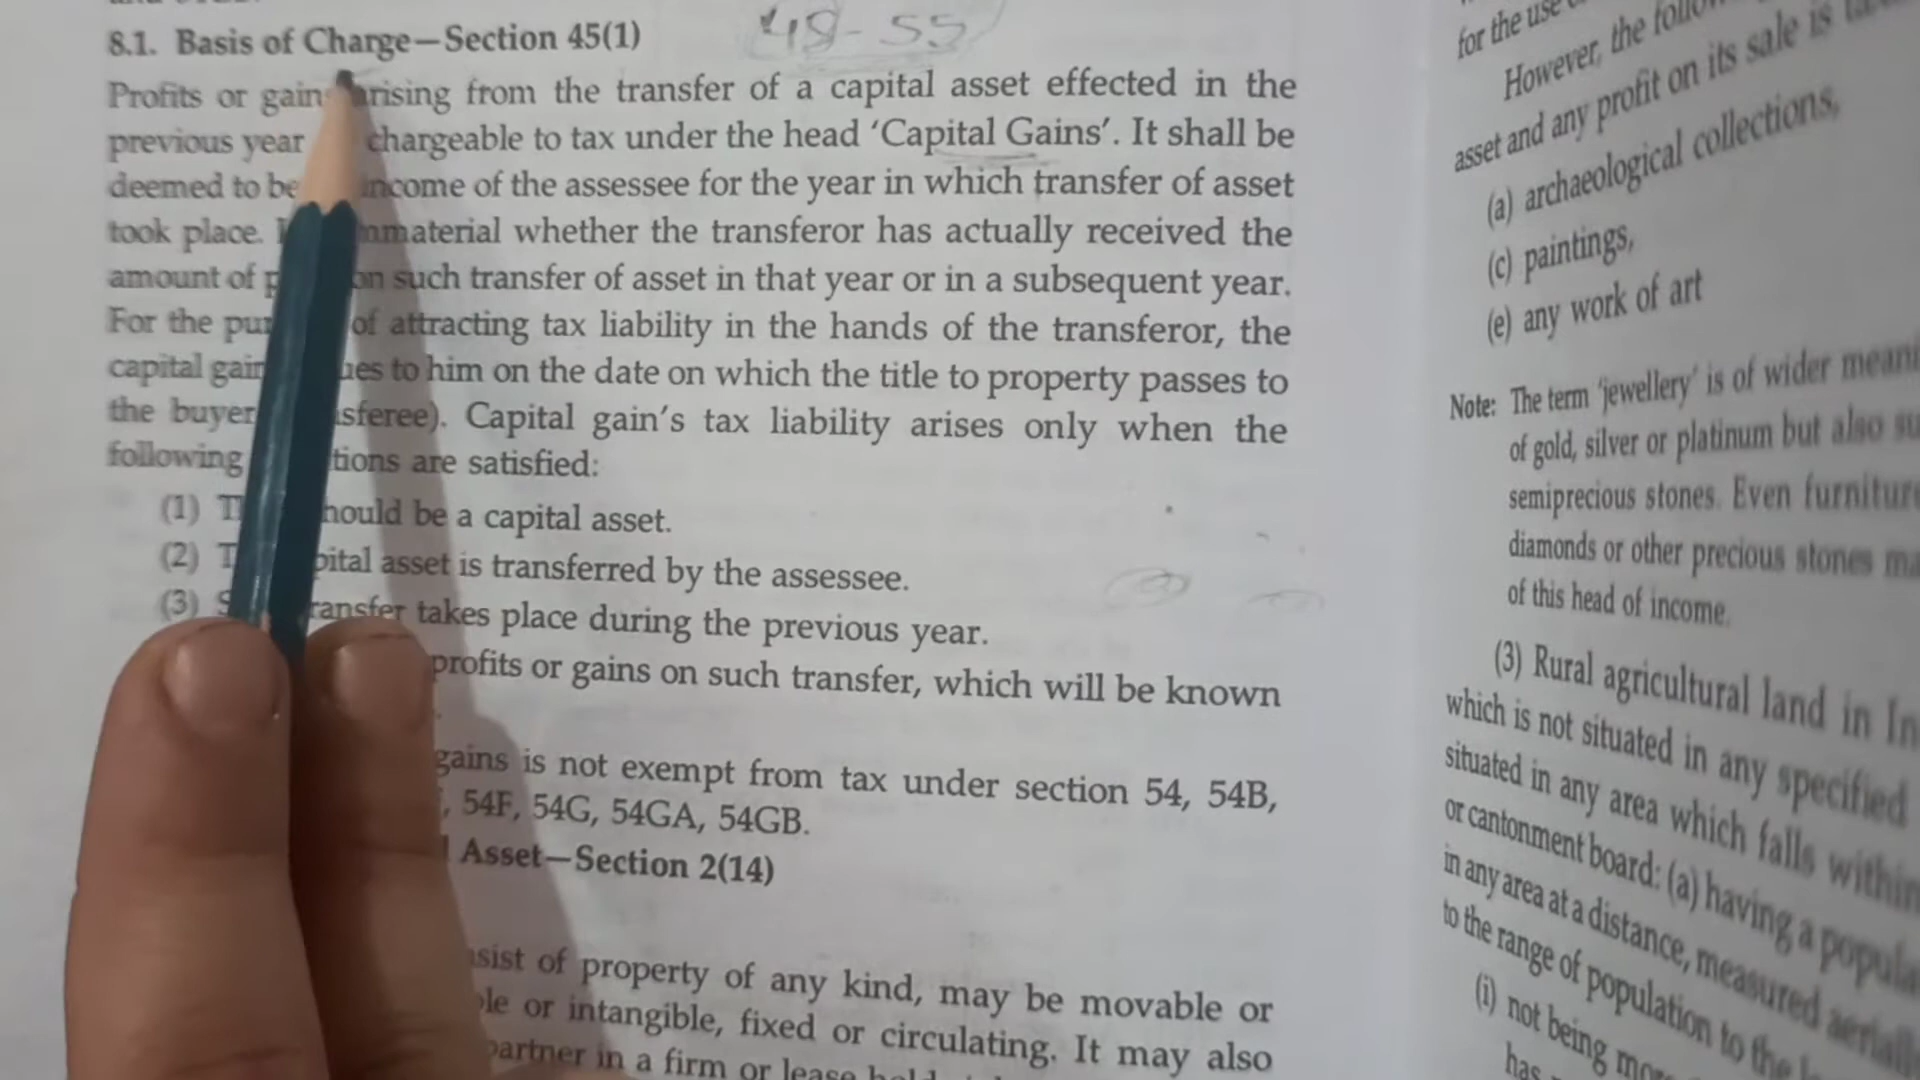 8.1. Basis of Charge—Section 45(1)
48-55
Profits or gains arising from the transfer of a capital asset effected in the
previous year chargeable to tax under the head 'Capital Gains'. It shall be
deemed to be income of the assessee for the year in which transfer of asset
took place. immaterial whether the transferor has actually received the
amount of on such transfer of asset in that year or in a subsequent year.
For the of attracting tax liability in the hands of the transferor, the
capital to him on the date on which the title to property passes to
the buyer Capital gain's tax liability arises only when the
following are satisfied:
(1) should be a capital asset.
(2) asset is transferred by the assessee.
(3) transfer takes place during the previous year.
profits or gains on such transfer, which will be known
gains is not exempt from tax under section 54, 54B,
, 54F, 54G, 54GA, 54GB.
Asset—Section 2(14)
of property of any kind, may be movable or
or intangible, fixed or circulating. It may also
partner in a firm or lease
for the use
However, the
asset and any profit on its sale is
(a) archaeological collections,
(c) paintings,
(e) any work of art
Note: The term 'jewellery' is of wider
of gold, silver or platinum but also
semiprecious stones. Even furniture
diamonds or other precious stones
of this head of income.
(3) Rural agricultural land in
which is not situated in any specified
situated in any area which falls within
or cantonment board: (a) having a
in any area at a distance, measured
to the range of population to the
(i) not being
has